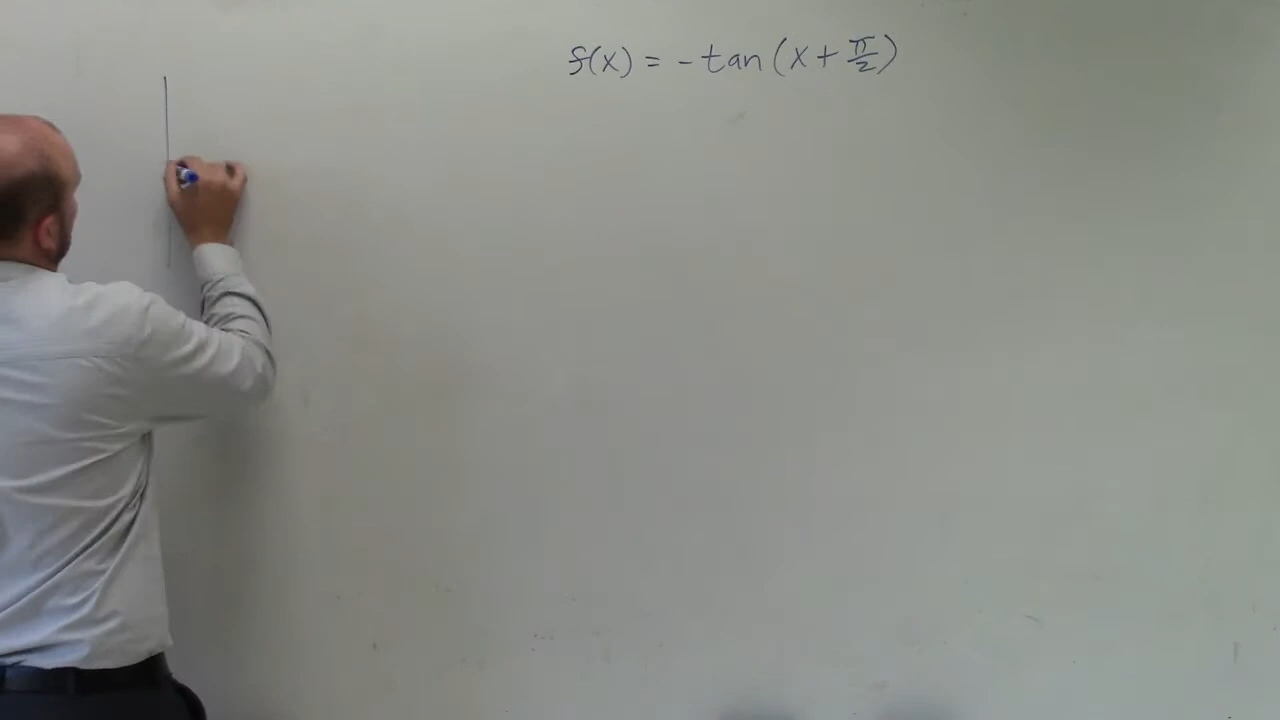 f(x) = -tan(x + π/2)